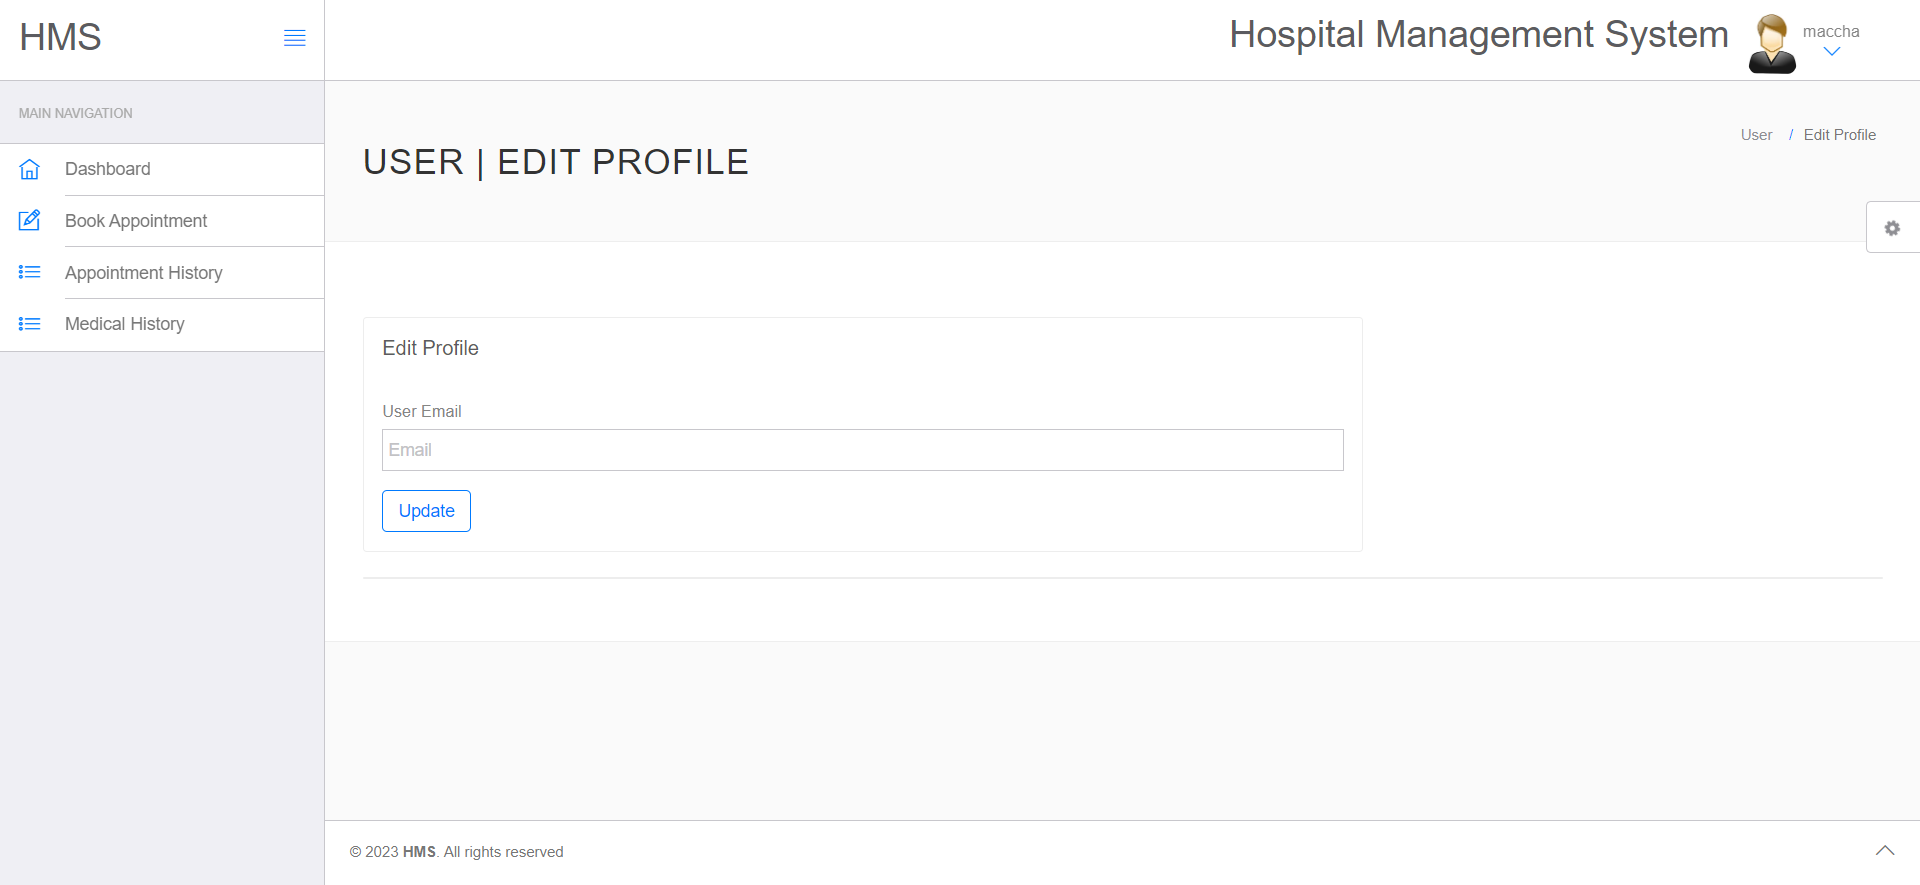 HMS
Hospital Management System
maccha
MAIN NAVIGATION
Dashboard
Book Appointment
Appointment History
Medical History
USER | EDIT PROFILE
User / Edit Profile
Edit Profile
User Email
Email
Update
© 2023 HMS. All rights reserved